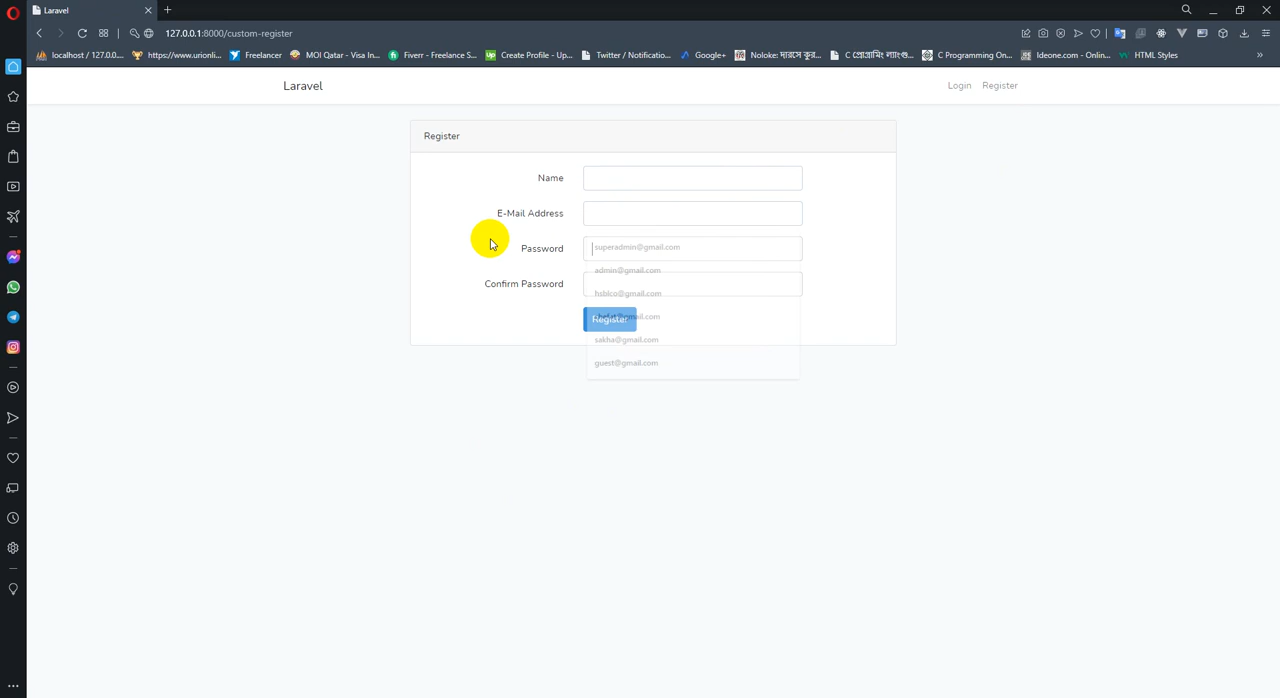 Laravel
127.0.0.1:8000/custom-register
localhost / 127.0.0....
https://www.urionli...
Freelancer
MOI Qatar - Visa In...
Fiverr - Freelance S...
Create Profile - Up...
Twitter / Notificatio...
Google+
Noloke: দারসে কুর...
C প্রোগ্রামিং ল্যাংগু...
C Programming On...
Ideone.com - Onlin...
HTML Styles
Laravel
Login
Register
Register
Name
E-Mail Address
Password
superadmin@gmail.com
admin@gmail.com
Confirm Password
hsblco@gmail.com
Register
sakha@gmail.com
guest@gmail.com